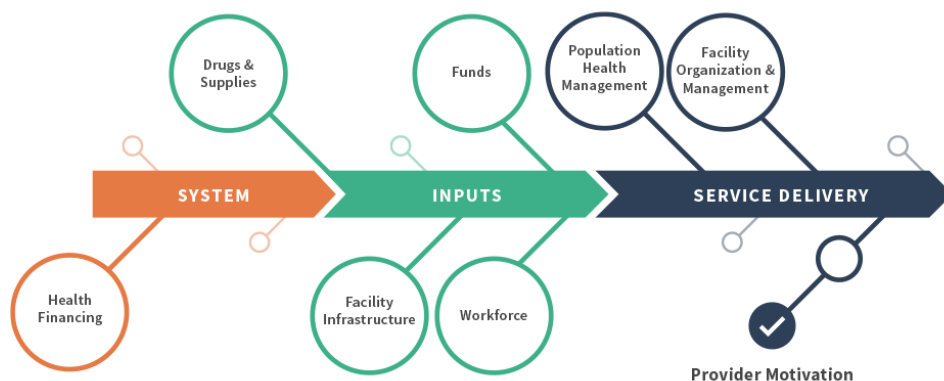 Drugs &
Supplies
Funds
Population
Health
Management
Facility
Organization &
Management
SYSTEM
INPUTS
SERVICE DELIVERY
Health
Financing
Facility
Infrastructure
Workforce
Provider Motivation